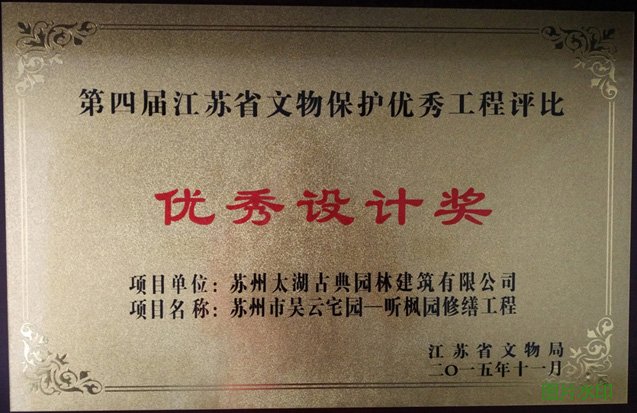 第四届江苏省文物保护优秀工程评比
优秀设计奖
项目单位：苏州太湖古典园林建筑有限公司
项目名称：苏州市吴云宅园—听枫园修缮工程
江苏省文物局
二〇一五年十一月